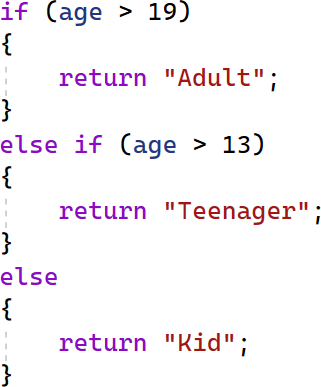 if (age > 19)
{
    return "Adult";
}
else if (age > 13)
{
    return "Teenager";
}
else
{
    return "Kid";
}